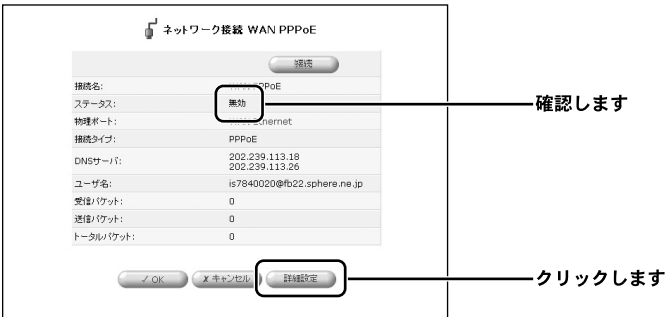 ネットワーク接続 WAN PPPoE
接続
接続名: WAN PPPoE
ステータス: 無効
確認します
物理ポート: Ethernet
接続タイプ: PPPoE
DNSサーバ: 202.239.113.18
202.239.113.26
ユーザ名: is7840020@fb22.sphere.ne.jp
受信パケット: 0
送信パケット: 0
トータルパケット: 0
✓ OK ✗ キャンセル 詳細設定
クリックします